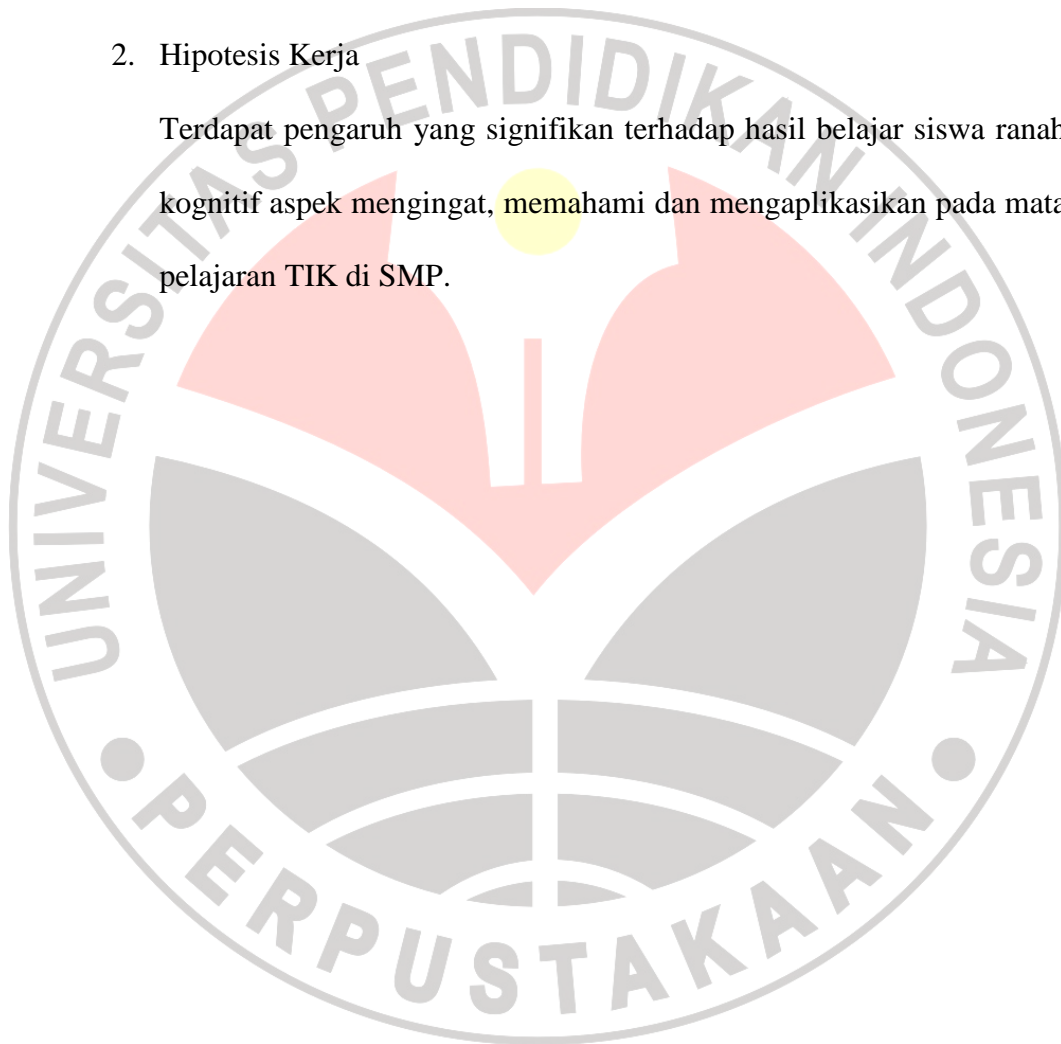 2. Hipotesis Kerja
Terdapat pengaruh yang signifikan terhadap hasil belajar siswa ranah
kognitif aspek mengingat, memahami dan mengaplikasikan pada mata
pelajaran TIK di SMP.
UNIVERSITAS PENDIDIKAN INDONESIA
PERPUSTAKAAN